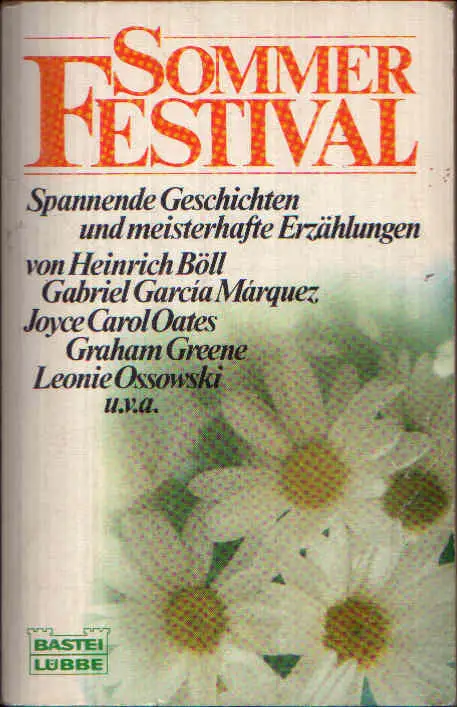 SOMMER
FESTIVAL
Spannende Geschichten
und meisterhafte Erzählungen
von Heinrich Böll
Gabriel García Márquez
Joyce Carol Oates
Graham Greene
Leonie Ossowski
u.v.a.
BASTEI
LÜBBE